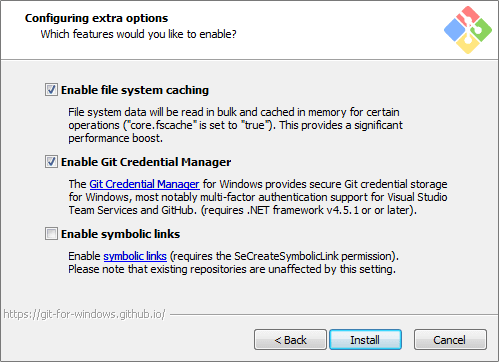 Configuring extra options
Which features would you like to enable?
Enable file system caching
File system data will be read in bulk and cached in memory for certain
operations ("core.fscache" is set to "true"). This provides a significant
performance boost.
Enable Git Credential Manager
The Git Credential Manager for Windows provides secure Git credential storage
for Windows, most notably multi-factor authentication support for Visual Studio
Team Services and GitHub. (requires .NET framework v4.5.1 or or later).
Enable symbolic links
Enable symbolic links (requires the SeCreateSymbolicLink permission).
Please note that existing repositories are unaffected by this setting.
https://git-for-windows.github.io/
< Back
Install
Cancel